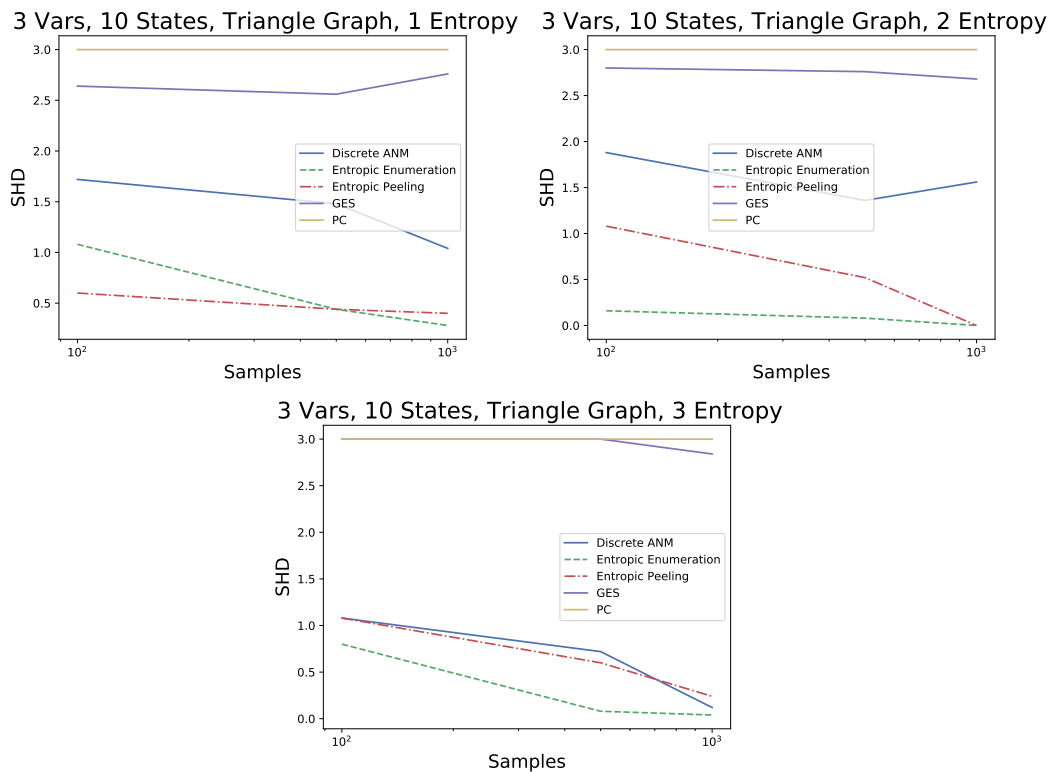 3 Vars, 10 States, Triangle Graph, 1 Entropy
SHD
3.0
2.5
2.0
1.5
1.0
0.5
Discrete ANM
Entropic Enumeration
Entropic Peeling
GES
PC
10²
10³
Samples
3 Vars, 10 States, Triangle Graph, 2 Entropy
SHD
3.0
2.5
2.0
1.5
1.0
0.5
0.0
Discrete ANM
Entropic Enumeration
Entropic Peeling
GES
PC
10²
10³
Samples
3 Vars, 10 States, Triangle Graph, 3 Entropy
SHD
3.0
2.5
2.0
1.5
1.0
0.5
0.0
Discrete ANM
Entropic Enumeration
Entropic Peeling
GES
PC
10²
10³
Samples